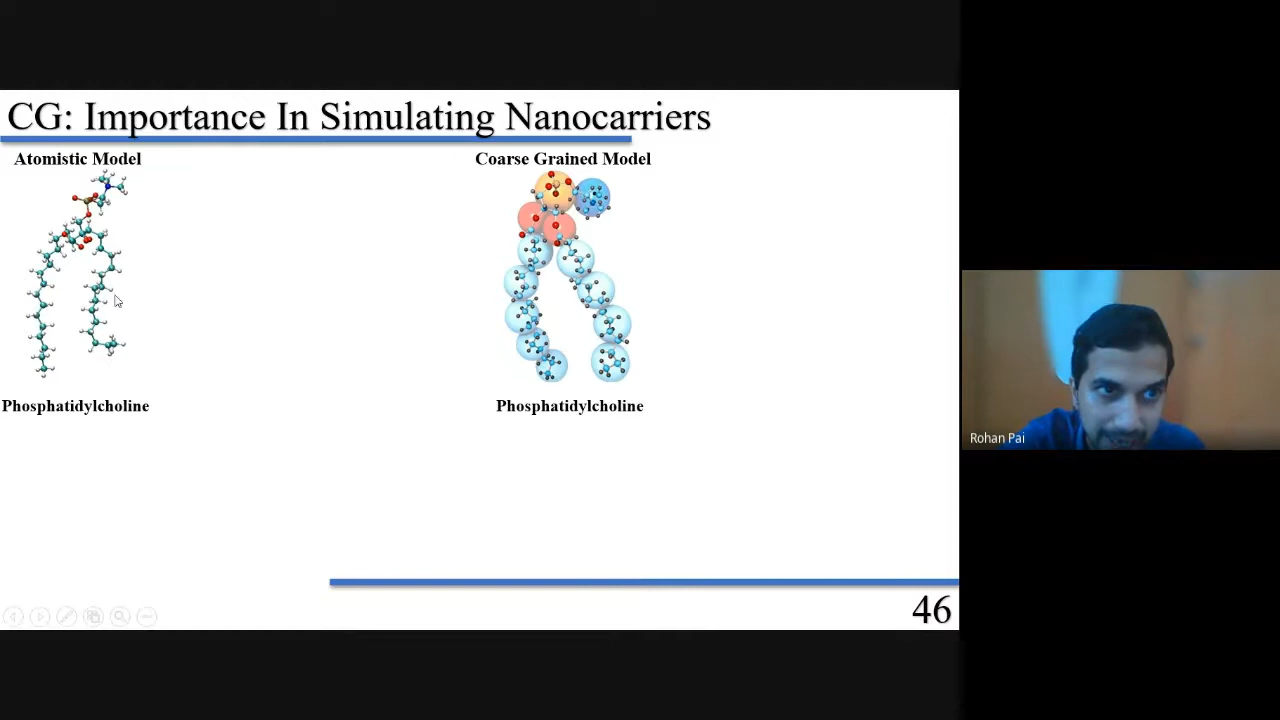 CG: Importance In Simulating Nanocarriers
Atomistic Model
Coarse Grained Model
Phosphatidylcholine
Phosphatidylcholine
46
Rohan Pai